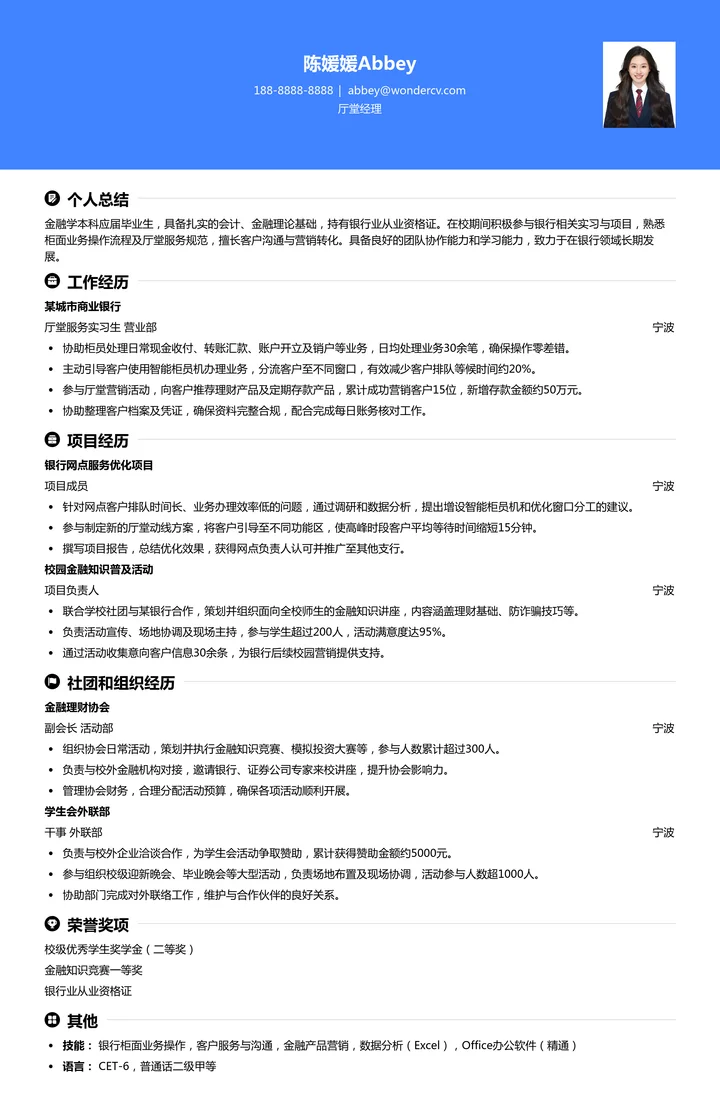 陈媛媛Abbey
188-8888-8888 | abbey@wondercv.com
厅堂经理
个人总结
金融学本科应届毕业生，具备扎实的会计、金融理论基础，持有银行业从业资格证。在校期间积极参与银行相关实习与项目，熟悉
柜面业务操作流程及厅堂服务规范，擅长客户沟通与营销转化。具备良好的团队协作能力和学习能力，致力于在银行领域长期发
展。
工作经历
某城市商业银行
厅堂服务实习生 营业部 宁波
• 协助柜员处理日常现金收付、转账汇款、账户开立及销户等业务，日均处理业务30余笔，确保操作零差错。
• 主动引导客户使用智能柜员机办理业务，分流客户至不同窗口，有效减少客户排队等候时间约20%。
• 参与厅堂营销活动，向客户推荐理财产品及定期存款产品，累计成功营销客户15位，新增存款金额约50万元。
• 协助整理客户档案及凭证，确保资料完整合规，配合完成每日账务核对工作。
项目经历
银行网点服务优化项目
项目成员 宁波
• 针对网点客户排队时间长、业务办理效率低的问题，通过调研和数据分析，提出增设智能柜员机和优化窗口分工的建议。
• 参与制定新的厅堂动线方案，将客户引导至不同功能区，使高峰时段客户平均等待时间缩短15分钟。
• 撰写项目报告，总结优化效果，获得网点负责人认可并推广至其他支行。
校园金融知识普及活动
项目负责人 宁波
• 联合学校社团与某银行合作，策划并组织面向全校师生的金融知识讲座，内容涵盖理财基础、防诈骗技巧等。
• 负责活动宣传、场地协调及现场主持，参与学生超过200人，活动满意度达95%。
• 通过活动收集意向客户信息30余条，为银行后续校园营销提供支持。
社团和组织经历
金融理财协会
副会长 活动部 宁波
• 组织协会日常活动，策划并执行金融知识竞赛、模拟投资大赛等，参与人数累计超过300人。
• 负责与校外金融机构对接，邀请银行、证券公司专家来校讲座，提升协会影响力。
• 管理协会财务，合理分配活动预算，确保各项活动顺利开展。
学生会外联部
干事 外联部 宁波
• 负责与校外企业洽谈合作，为学生会活动争取赞助，累计获得赞助金额约5000元。
• 参与组织校级迎新晚会、毕业晚会等大型活动，负责场地布置及现场协调，活动参与人数超1000人。
• 协助部门完成对外联络工作，维护与合作伙伴的良好关系。
荣誉奖项
校级优秀学生奖学金（二等奖）
金融知识竞赛一等奖
银行业从业资格证
其他
• 技能： 银行柜面业务操作，客户服务与沟通，金融产品营销，数据分析（Excel），Office办公软件（精通）
• 语言： CET-6，普通话二级甲等